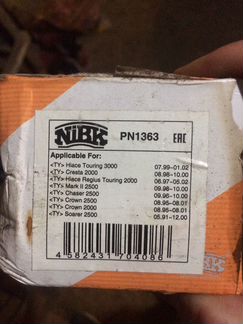 NiBK PN1363 EAC
Applicable For:
<TY> Hiace Touring 3000 07.99-01.02
<TY> Cresta 2000 08.98-10.00
<TY> Hiace Regius Touring 2000 06.97-05.02
<TY> Mark II 2500 09.96-10.00
<TY> Chaser 2500 09.96-10.00
<TY> Crown 2500 08.95-08.01
<TY> Crown 2000 08.95-08.01
<TY> Soarer 2500 05.91-12.00
4 582431 704086
NiBK